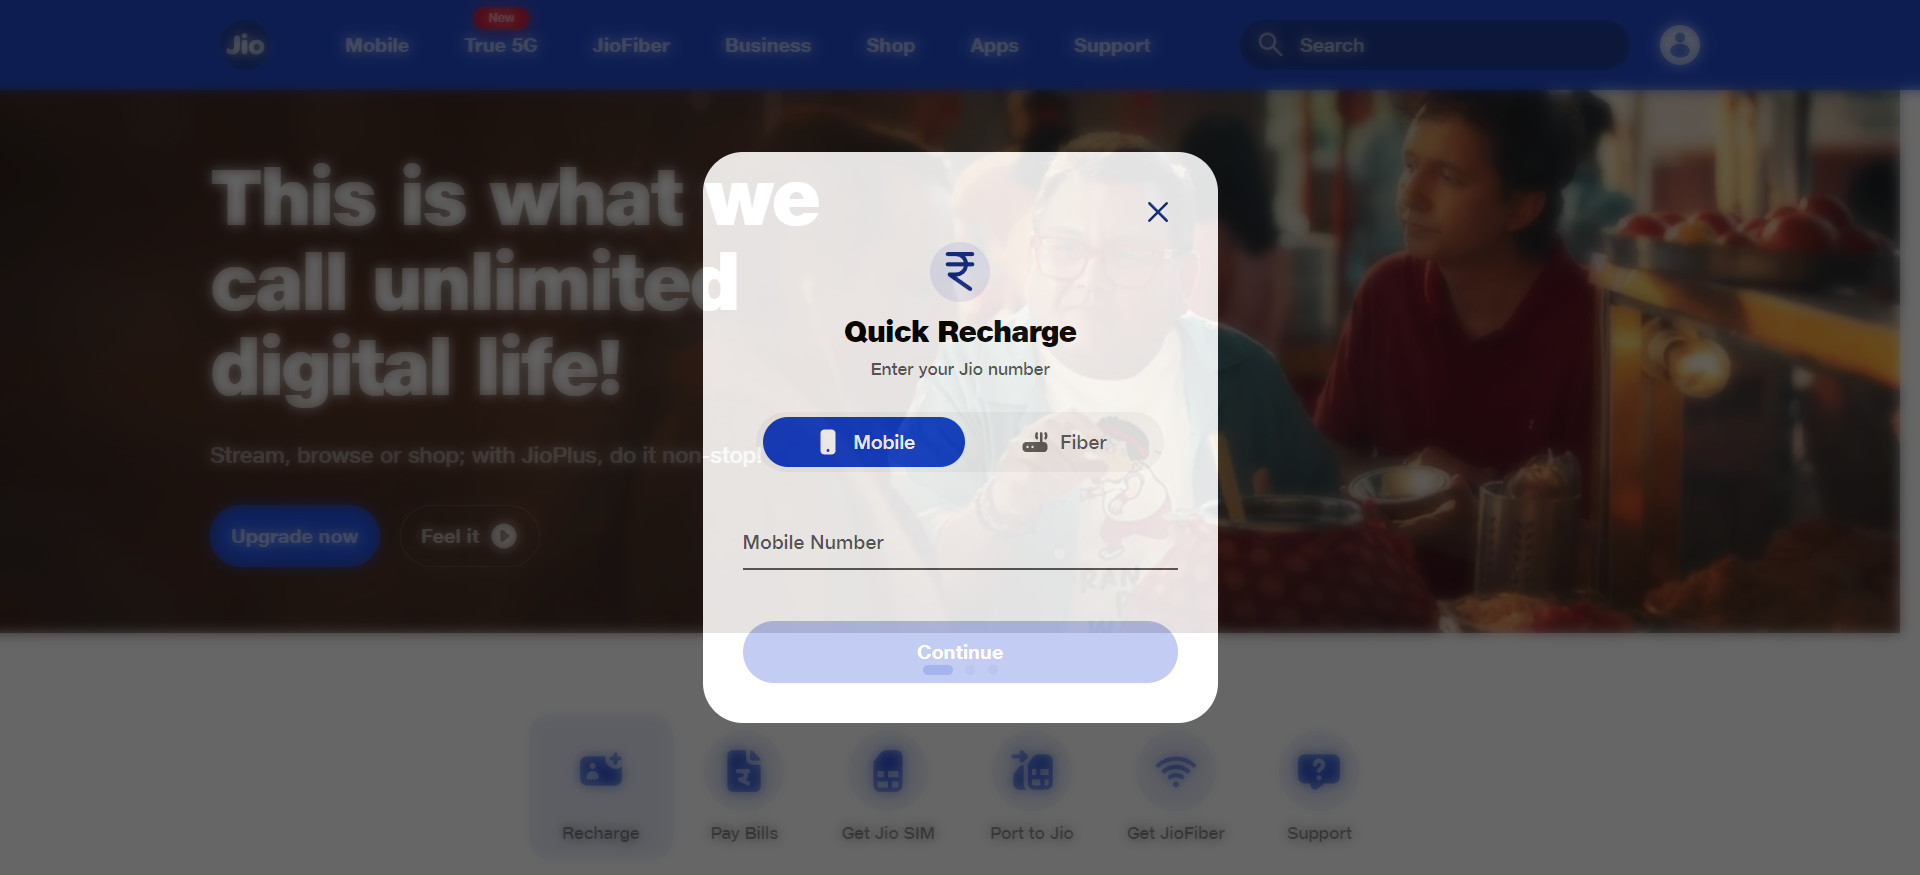 Jio
Mobile
New
True 5G
JioFiber
Business
Shop
Apps
Support
Search
This is what we
call unlimited
digital life!
Stream, browse or shop; with JioPlus, do it non-stop!
Upgrade now
Feel it
₹
Quick Recharge
Enter your Jio number
Mobile
Fiber
Mobile Number
Continue
Recharge
Pay Bills
Get Jio SIM
Port to Jio
Get JioFiber
Support